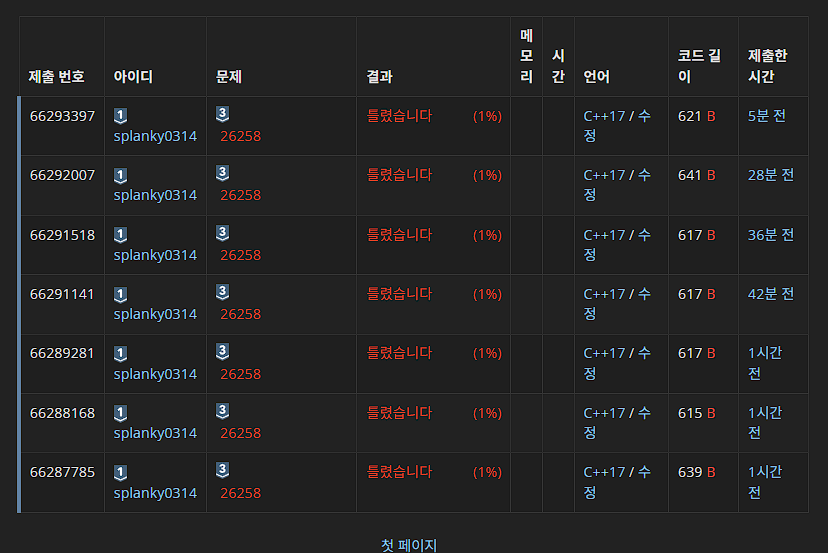 제출 번호 아이디 문제 결과 메모리 시간 언어 코드 길이 제출한 시간
66293397 1 splanky0314 3 26258 틀렸습니다 (1%) C++17 / 수정 621 B 5분 전
66292007 1 splanky0314 3 26258 틀렸습니다 (1%) C++17 / 수정 641 B 28분 전
66291518 1 splanky0314 3 26258 틀렸습니다 (1%) C++17 / 수정 617 B 36분 전
66291141 1 splanky0314 3 26258 틀렸습니다 (1%) C++17 / 수정 617 B 42분 전
66289281 1 splanky0314 3 26258 틀렸습니다 (1%) C++17 / 수정 617 B 1시간 전
66288168 1 splanky0314 3 26258 틀렸습니다 (1%) C++17 / 수정 615 B 1시간 전
66287785 1 splanky0314 3 26258 틀렸습니다 (1%) C++17 / 수정 639 B 1시간 전
첫 페이지